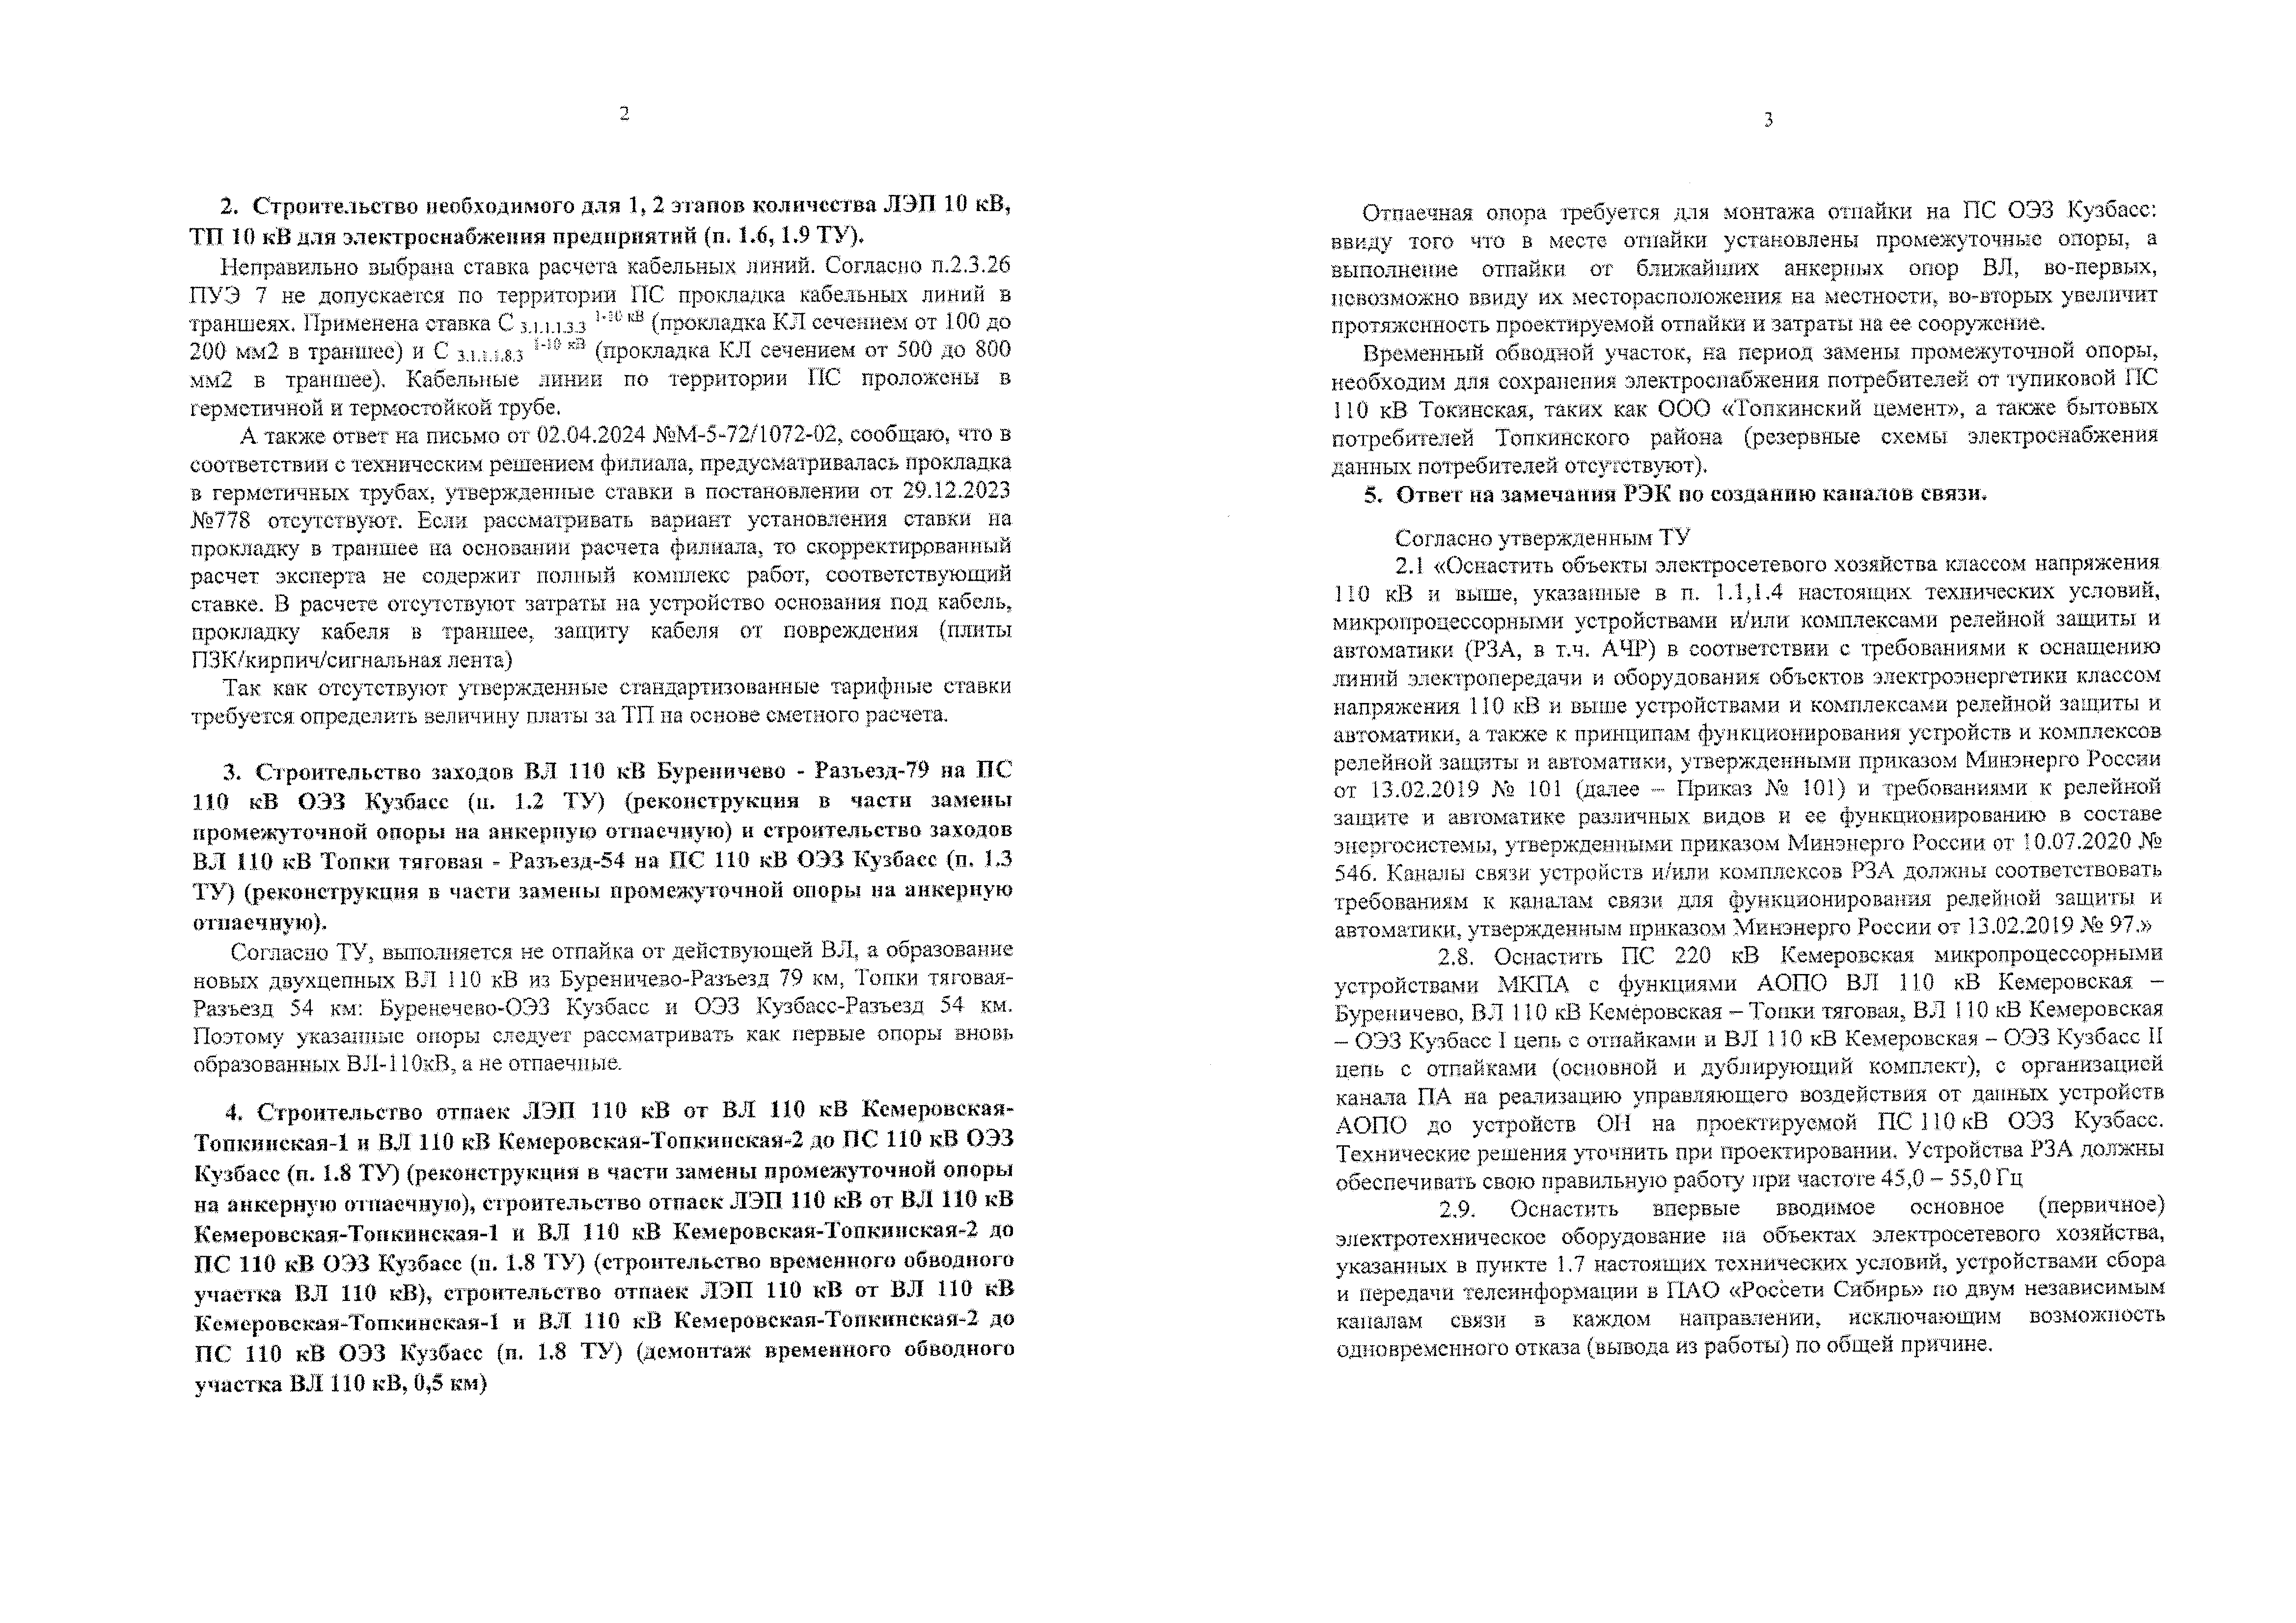 2
2. Строительство необходимого для 1, 2 этапов количества ЛЭП 10 кВ,
ТП 10 кВ для электроснабжения предприятий (п. 1.6, 1.9 ТУ).
Неправильно выбрана ставка расчета кабельных линий. Согласно п.2.3.26
ПУЭ 7 не допускается по территории ПС прокладка кабельных линий в
траншеях. Применена ставка С 3.1.1.1.3.3 1-10 кВ (прокладка КЛ сечением от 100 до
200 мм2 в траншее) и С 3.1.1.1.8.3 1-10 кВ (прокладка КЛ сечением от 500 до 800
мм2 в траншее). Кабельные линии по территории ПС проложены в
герметичной и термостойкой трубе.
А также ответ на письмо от 02.04.2024 №М-5-72/1072-02, сообщаю, что в
соответствии с техническим решением филиала, предусматривалась прокладка
в герметичных трубах, утвержденные ставки в постановлении от 29.12.2023
№778 отсутствуют. Если рассматривать вариант установления ставки на
прокладку в траншее на основании расчета филиала, то скорректированный
расчет эксперта не содержит полный комплекс работ, соответствующий
ставке. В расчете отсутствуют затраты на устройство основания под кабель,
прокладку кабеля в траншее, защиту кабеля от повреждения (плиты
ПЗК/кирпич/сигнальная лента)
Так как отсутствуют утвержденные стандартизованные тарифные ставки
требуется определить величину платы за ТП на основе сметного расчета.
3. Строительство заходов ВЛ 110 кВ Буреничево - Разъезд-79 на ПС
110 кВ ОЭЗ Кузбасс (п. 1.2 ТУ) (реконструкция в части замены
промежуточной опоры на анкерную отпаечную) и строительство заходов
ВЛ 110 кВ Топки тяговая - Разъезд-54 на ПС 110 кВ ОЭЗ Кузбасс (п. 1.3
ТУ) (реконструкция в части замены промежуточной опоры на анкерную
отпаечную).
Согласно ТУ, выполняется не отпайка от действующей ВЛ, а образование
новых двухцепных ВЛ 110 кВ из Буреничево-Разъезд 79 км, Топки тяговая-
Разъезд 54 км: Буренечево-ОЭЗ Кузбасс и ОЭЗ Кузбасс-Разъезд 54 км.
Поэтому указанные опоры следует рассматривать как первые опоры вновь
образованных ВЛ-110кВ, а не отпаечные.
4. Строительство отпаек ЛЭП 110 кВ от ВЛ 110 кВ Кемеровская-
Топкинская-1 и ВЛ 110 кВ Кемеровская-Топкинская-2 до ПС 110 кВ ОЭЗ
Кузбасс (п. 1.8 ТУ) (реконструкция в части замены промежуточной опоры
на анкерную отпаечную), строительство отпаек ЛЭП 110 кВ от ВЛ 110 кВ
Кемеровская-Топкинская-1 и ВЛ 110 кВ Кемеровская-Топкинская-2 до
ПС 110 кВ ОЭЗ Кузбасс (п. 1.8 ТУ) (строительство временного обводного
участка ВЛ 110 кВ), строительство отпаек ЛЭП 110 кВ от ВЛ 110 кВ
Кемеровская-Топкинская-1 и ВЛ 110 кВ Кемеровская-Топкинская-2 до
ПС 110 кВ ОЭЗ Кузбасс (п. 1.8 ТУ) (демонтаж временного обводного
участка ВЛ 110 кВ, 0,5 км)
3
Отпаечная опора требуется для монтажа отпайки на ПС ОЭЗ Кузбасс:
ввиду того что в месте отпайки установлены промежуточные опоры, а
выполнение отпайки от ближайших анкерных опор ВЛ, во-первых,
невозможно ввиду их месторасположения на местности, во-вторых увеличит
протяженность проектируемой отпайки и затраты на ее сооружение.
Временный обводной участок, на период замены промежуточной опоры,
необходим для сохранения электроснабжения потребителей от тупиковой ПС
110 кВ Токинская, таких как ООО «Топкинский цемент», а также бытовых
потребителей Топкинского района (резервные схемы электроснабжения
данных потребителей отсутствуют).
5. Ответ на замечания РЭК по созданию каналов связи.
Согласно утвержденным ТУ
2.1 «Оснастить объекты электросетевого хозяйства классом напряжения
110 кВ и выше, указанные в п. 1.1,1.4 настоящих технических условий,
микропроцессорными устройствами и/или комплексами релейной защиты и
автоматики (РЗА, в т.ч. АЧР) в соответствии с требованиями к оснащению
линий электропередачи и оборудования объектов электроэнергетики классом
напряжения 110 кВ и выше устройствами и комплексами релейной защиты и
автоматики, а также к принципам функционирования устройств и комплексов
релейной защиты и автоматики, утвержденными приказом Минэнерго России
от 13.02.2019 № 101 (далее – Приказ № 101) и требованиями к релейной
защите и автоматике различных видов и ее функционированию в составе
энергосистемы, утвержденными приказом Минэнерго России от 10.07.2020 №
546. Каналы связи устройств и/или комплексов РЗА должны соответствовать
требованиям к каналам связи для функционирования релейной защиты и
автоматики, утвержденным приказом Минэнерго России от 13.02.2019 № 97.»
2.8. Оснастить ПС 220 кВ Кемеровская микропроцессорными
устройствами МКПА с функциями АОПО ВЛ 110 кВ Кемеровская –
Буреничево, ВЛ 110 кВ Кемеровская – Топки тяговая, ВЛ 110 кВ Кемеровская
– ОЭЗ Кузбасс I цепь с отпайками и ВЛ 110 кВ Кемеровская – ОЭЗ Кузбасс II
цепь с отпайками (основной и дублирующий комплект), с организацией
канала ПА на реализацию управляющего воздействия от данных устройств
АОПО до устройств ОН на проектируемой ПС 110 кВ ОЭЗ Кузбасс.
Технические решения уточнить при проектировании. Устройства РЗА должны
обеспечивать свою правильную работу при частоте 45,0 – 55,0 Гц
2.9. Оснастить впервые вводимое основное (первичное)
электротехническое оборудование на объектах электросетевого хозяйства,
указанных в пункте 1.7 настоящих технических условий, устройствами сбора
и передачи телеинформации в ПАО «Россети Сибирь» по двум независимым
каналам связи в каждом направлении, исключающим возможность
одновременного отказа (вывода из работы) по общей причине.